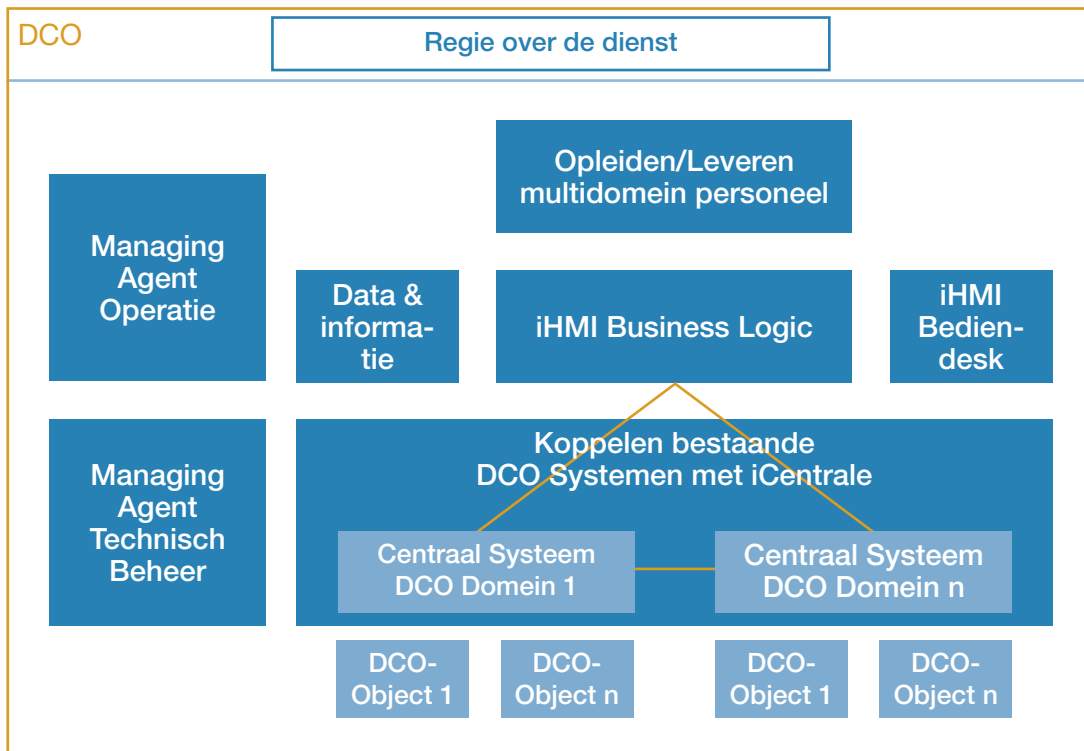 DCO
Regie over de dienst
Opleiden/Leveren
multidomein personeel
Managing
Agent
Operatie
Data &
informa-
tie
iHMI Business Logic
iHMI
Bedien-
desk
Managing
Agent
Technisch
Beheer
Koppelen bestaande
DCO Systemen met iCentrale
Centraal Systeem
DCO Domein 1
Centraal Systeem
DCO Domein n
DCO-
Object 1
DCO-
Object n
DCO-
Object 1
DCO-
Object n